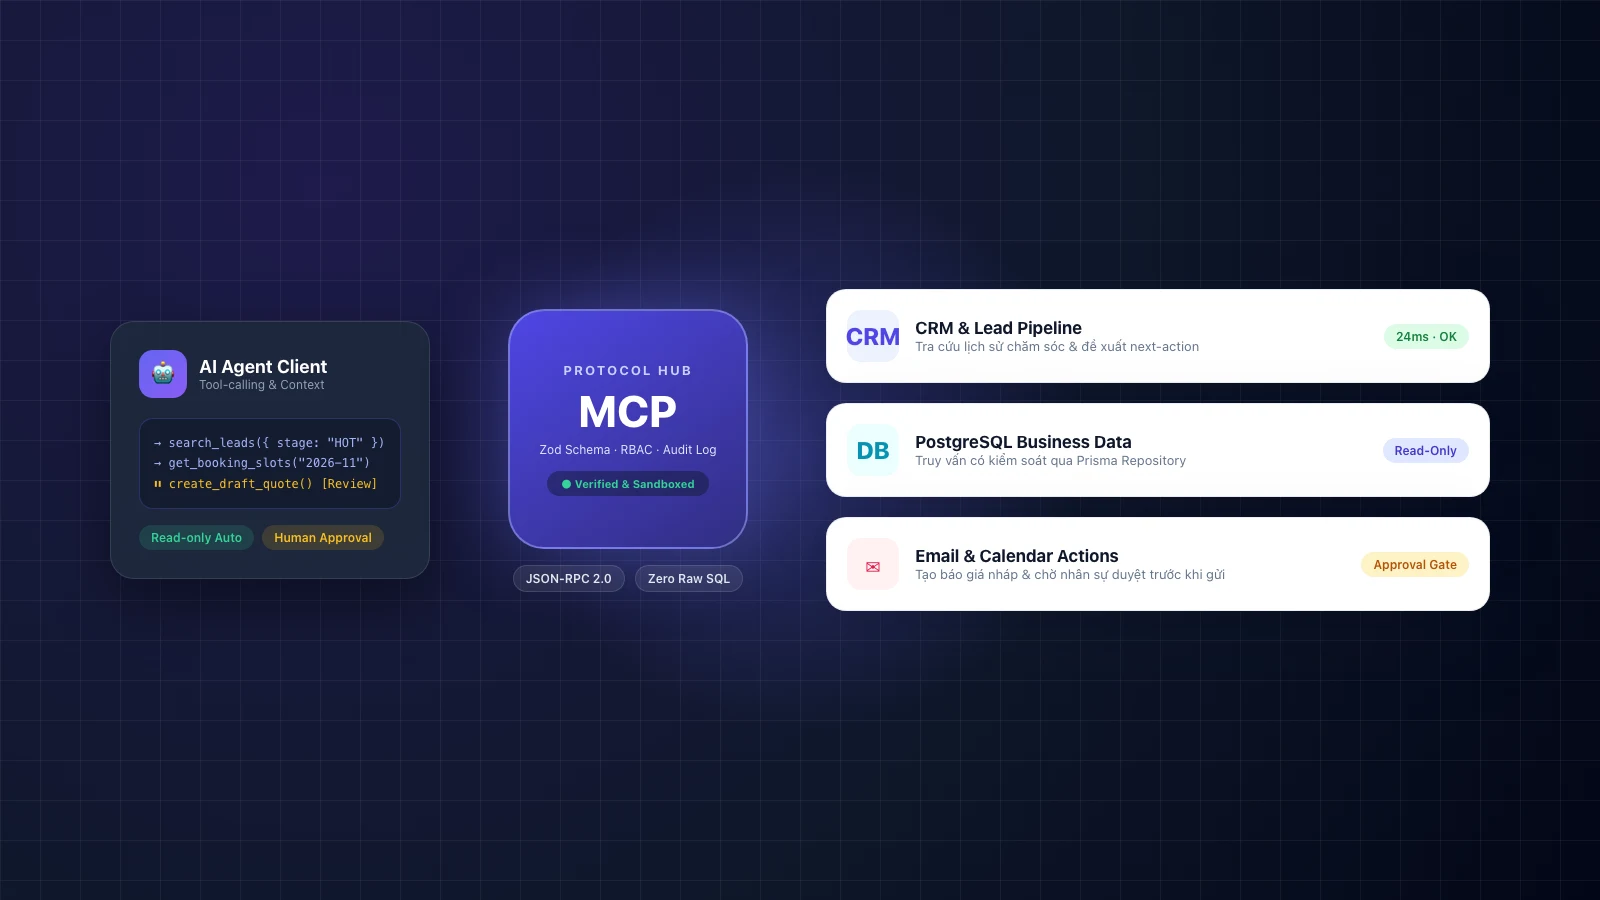 AI Agent Client
Tool-calling & Context
→ search_leads({ stage: "HOT" })
→ get_booking_slots("2026-11")
⏸ create_draft_quote() [Review]
Read-only Auto
Human Approval
PROTOCOL HUB
MCP
Zod Schema · RBAC · Audit Log
● Verified & Sandboxed
JSON-RPC 2.0
Zero Raw SQL
CRM
CRM & Lead Pipeline
Tra cứu lịch sử chăm sóc & đề xuất next-action
24ms · OK
DB
PostgreSQL Business Data
Truy vấn có kiểm soát qua Prisma Repository
Read-Only
✉
Email & Calendar Actions
Tạo báo giá nháp & chờ nhân sự duyệt trước khi gửi
Approval Gate